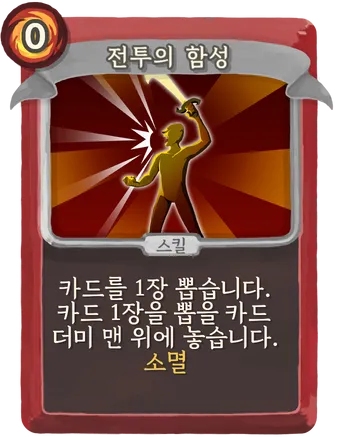 0
전투의 함성
스킬
카드를 1장 뽑습니다.
카드 1장을 뽑을 카드
더미 맨 위에 놓습니다.
소멸